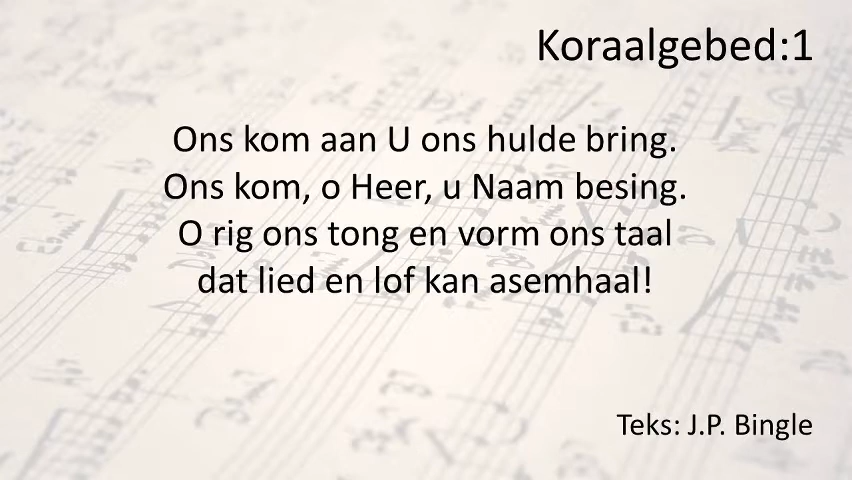 Koraalgebed:1
Ons kom aan U ons hulde bring.
Ons kom, o Heer, u Naam besing.
O rig ons tong en vorm ons taal
dat lied en lof kan asemhaal!
Teks: J.P. Bingle